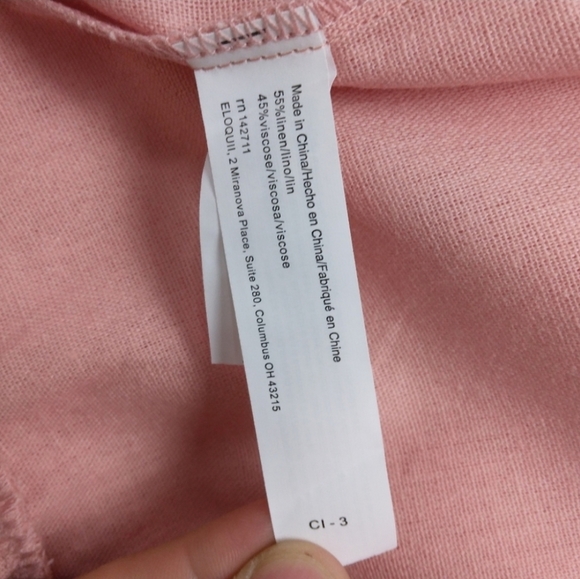 Made in China/Hecho en China/Fabriqué en Chine
55%linen/lino/lin
45%viscose/viscosa/viscose
rn 142711
ELOQUII, 2 Miranova Place, Suite 280, Columbus OH 43215
CI - 3